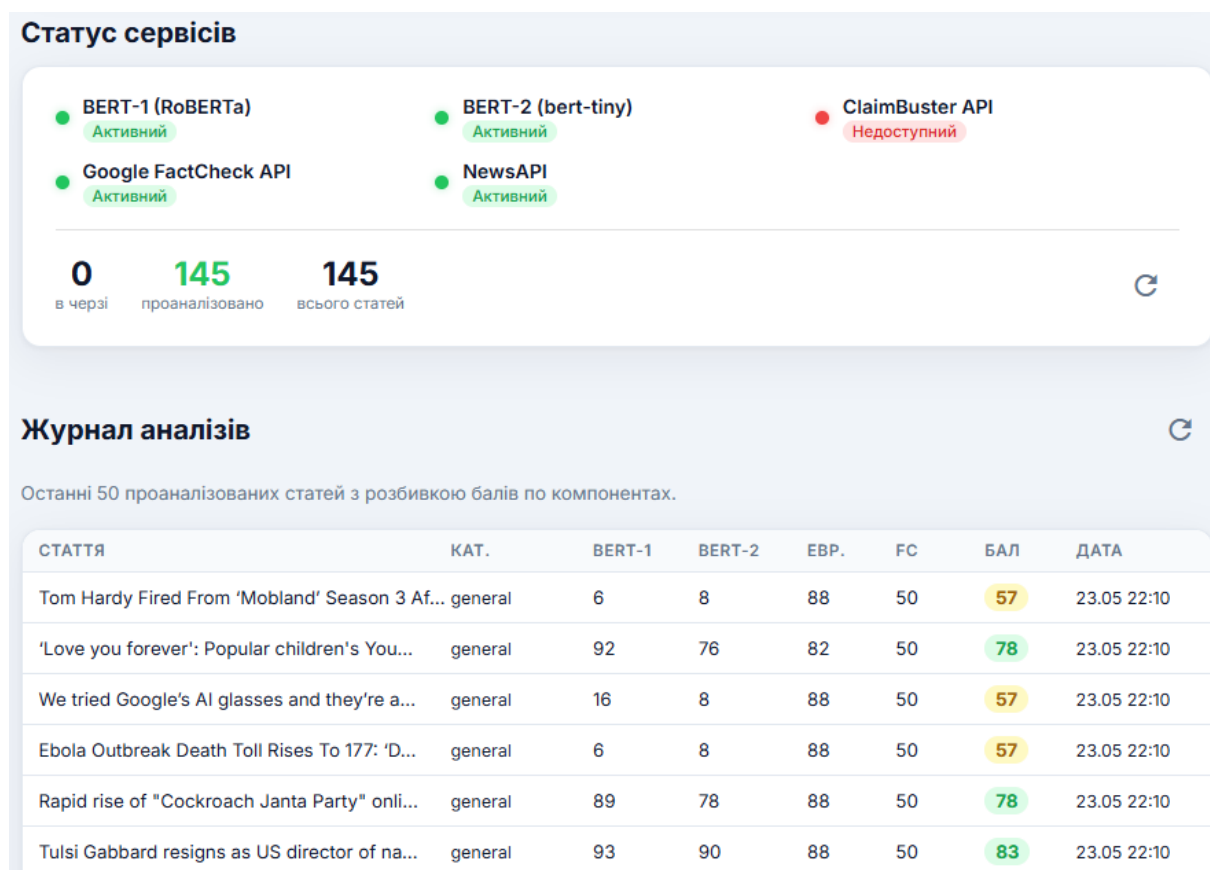 Статус сервісів
BERT-1 (RoBERTa)
Активний
BERT-2 (bert-tiny)
Активний
ClaimBuster API
Недоступний
Google FactCheck API
Активний
NewsAPI
Активний
0 145 145
в черзі проаналізовано всього статей
Журнал аналізів
Останні 50 проаналізованих статей з розбивкою балів по компонентах.
СТАТТЯ КАТ. BERT-1 BERT-2 ЕВР. FC БАЛ ДАТА
Tom Hardy Fired From ‘Mobland’ Season 3 Af... general 6 8 88 50 57 23.05 22:10
‘Love you forever': Popular children's You... general 92 76 82 50 78 23.05 22:10
We tried Google’s AI glasses and they’re a... general 16 8 88 50 57 23.05 22:10
Ebola Outbreak Death Toll Rises To 177: ‘D... general 6 8 88 50 57 23.05 22:10
Rapid rise of "Cockroach Janta Party" onli... general 89 78 88 50 78 23.05 22:10
Tulsi Gabbard resigns as US director of na... general 93 90 88 50 83 23.05 22:10